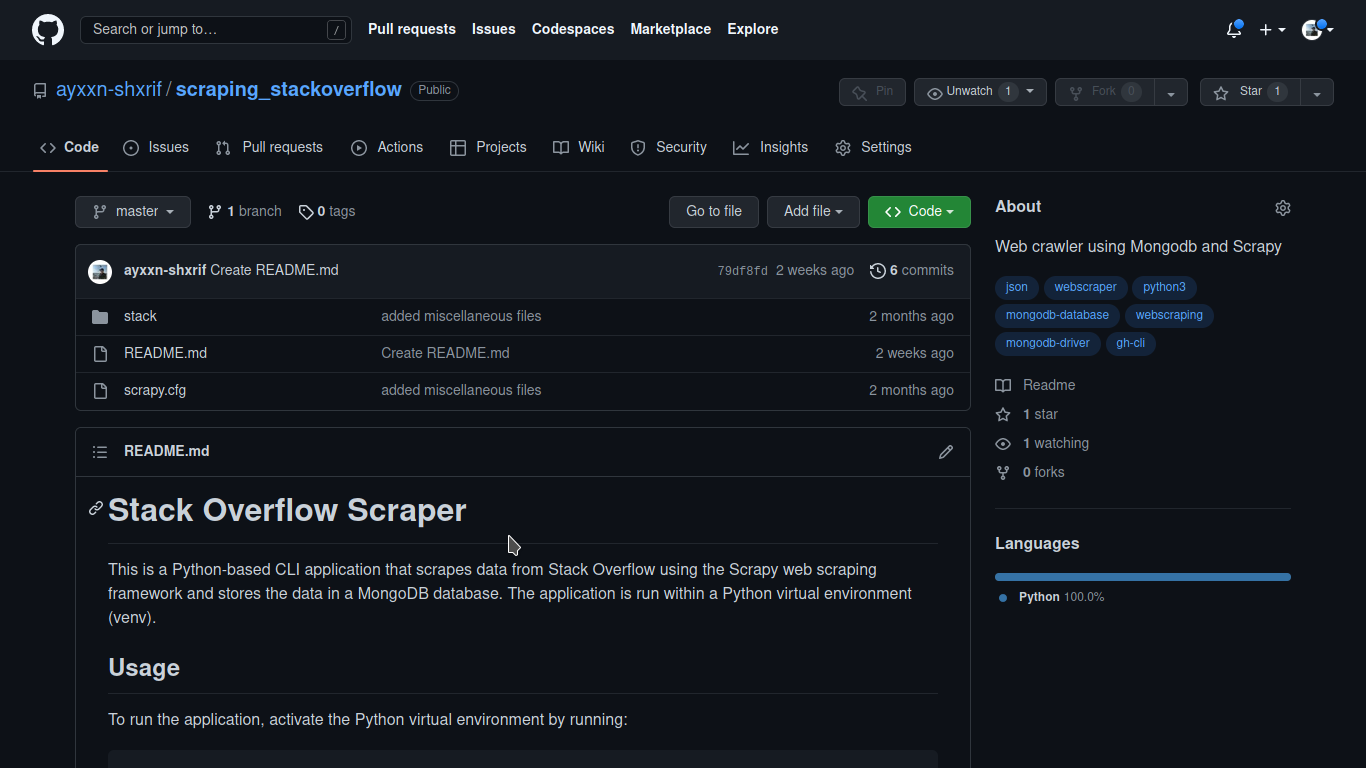 Search or jump to… /
Pull requests Issues Codespaces Marketplace Explore
ayxxn-shxrif / scraping_stackoverflow Public
Pin Unwatch 1 Fork 0 Star 1
Code Issues Pull requests Actions Projects Wiki Security Insights Settings
master 1 branch 0 tags Go to file Add file Code
ayxxn-shxrif Create README.md 79df8fd 2 weeks ago 6 commits
stack added miscellaneous files 2 months ago
README.md Create README.md 2 weeks ago
scrapy.cfg added miscellaneous files 2 months ago
README.md
Stack Overflow Scraper
This is a Python-based CLI application that scrapes data from Stack Overflow using the Scrapy web scraping
framework and stores the data in a MongoDB database. The application is run within a Python virtual environment
(venv).
Usage
To run the application, activate the Python virtual environment by running:
About
Web crawler using Mongodb and Scrapy
json webscraper python3
mongodb-database webscraping
mongodb-driver gh-cli
Readme
1 star
1 watching
0 forks
Languages
Python 100.0%